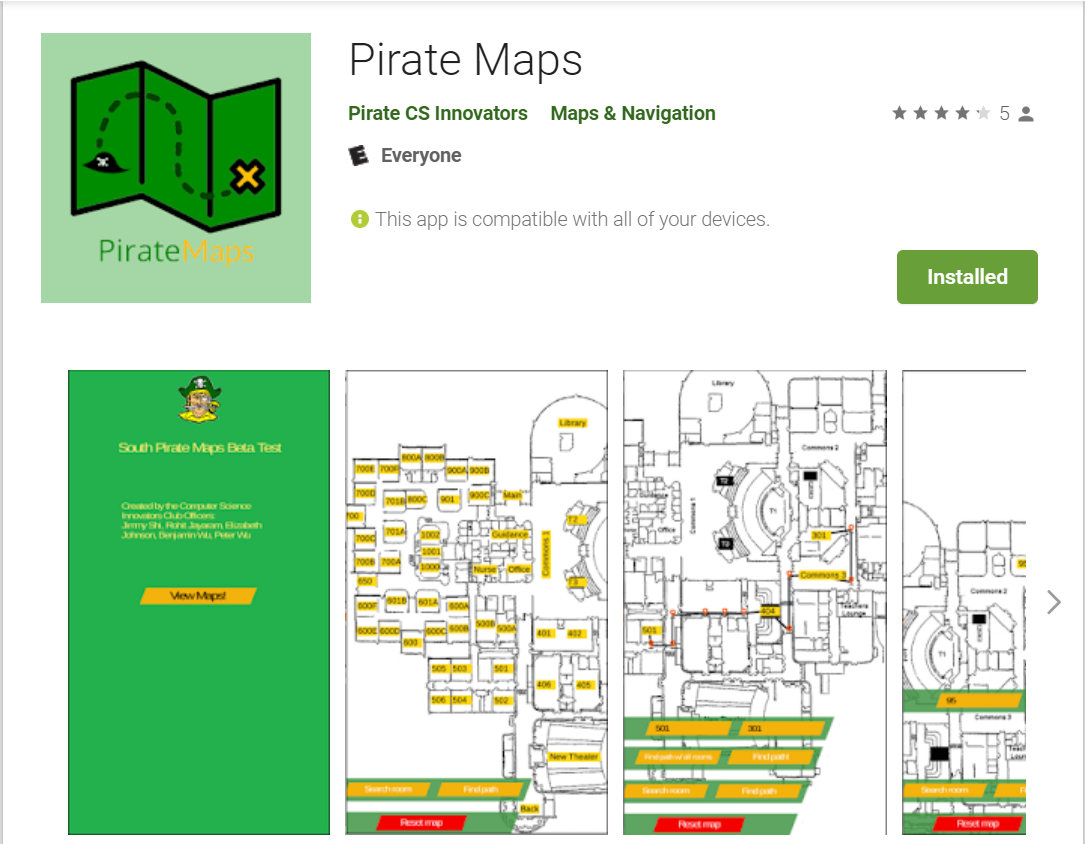 Pirate Maps
Pirate CS Innovators Maps & Navigation
5
E Everyone
This app is compatible with all of your devices.
Installed
PirateMaps
South Pirate Maps Beta Test
Created by the Computer Science
Innovators Club Officers:
Jimmy Shi, Rohit Jayaram, Elizabeth
Johnson, Benjamin Wu, Peter Wu
View Maps!
Library
800A 800B
700E 700F 900A 900B
700D 701B 800C 901 900C Main
700
700C 701A 1002 Guidance
1001
700B 700A 1000 Nurse Office
Commons 1
T2
T3
650
600F 601B 601A 600A
600E 600D 600C 600B 500B 500A
600
401 402
505 503 501
406 405
506 504 502
New Theater
Search room Find path
Back
Reset map
Library
Commons 2
T2
Guidance
Commons 1
T1
Office
301
T3
Commons 3
404
Teachers
Lounge
501
New Theater
501 301
Find path w/ all rooms Find path!
Search room Find path
Reset map
95
Commons 2
T1
95
Commons 3
Search room F
Reset map